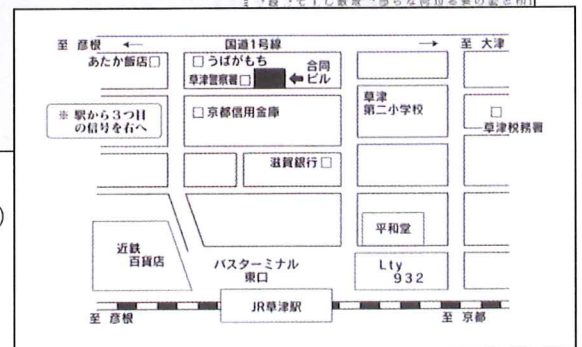 至 彦根 ← 国道1号線 → 至 大津
あたか飯店□ □うばがもち 合同
草津警察署□ ←ビル
※ 駅から3つ目
の信号を右へ
□京都信用金庫
草津
第二小学校
□
草津税務署
滋賀銀行□
平和堂
近鉄
百貨店
バスターミナル
東口
Lty
932
JR草津駅
至 彦根
至 京都